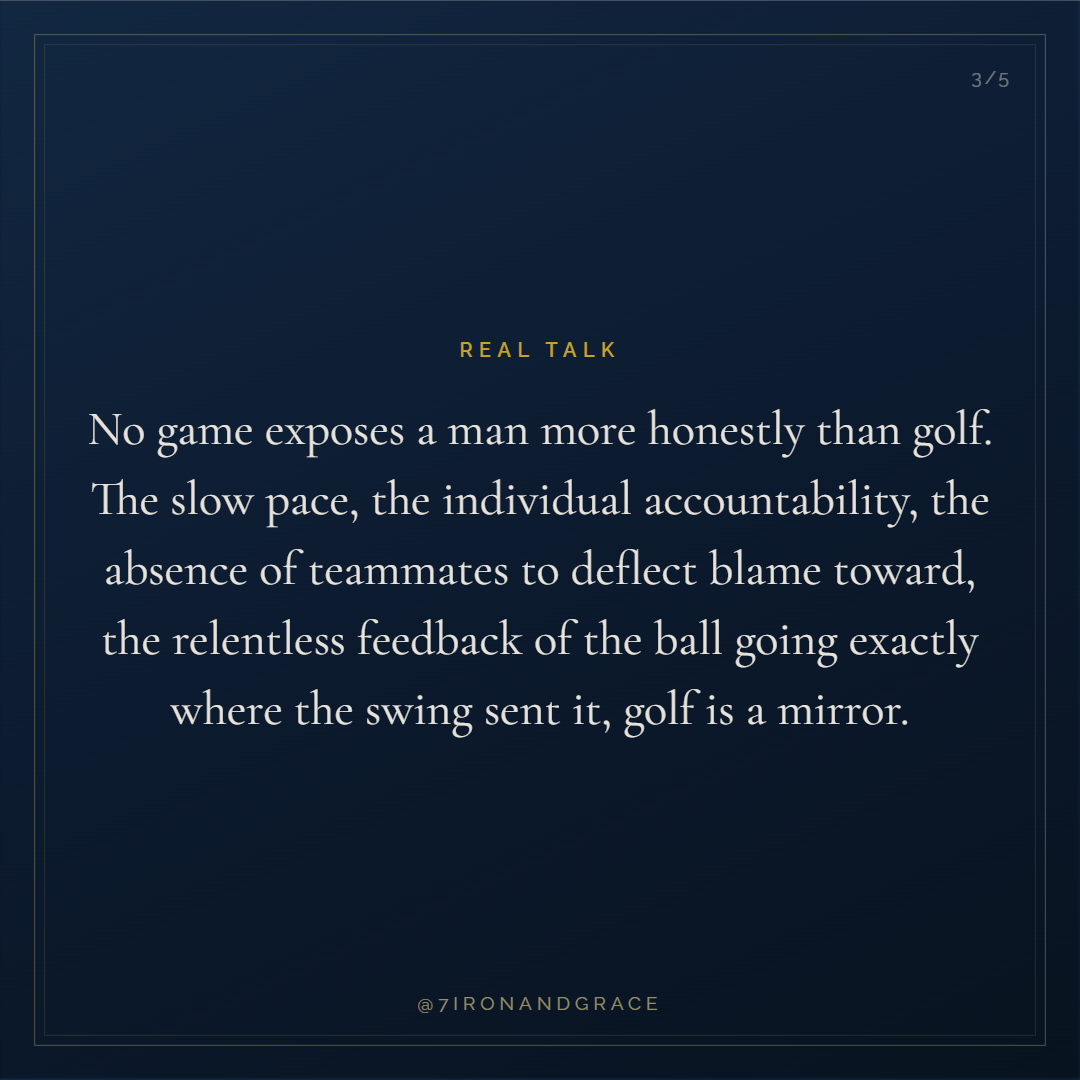 3/5
REAL TALK
No game exposes a man more honestly than golf.
The slow pace, the individual accountability, the
absence of teammates to deflect blame toward,
the relentless feedback of the ball going exactly
where the swing sent it, golf is a mirror.
@7IRONANDGRACE